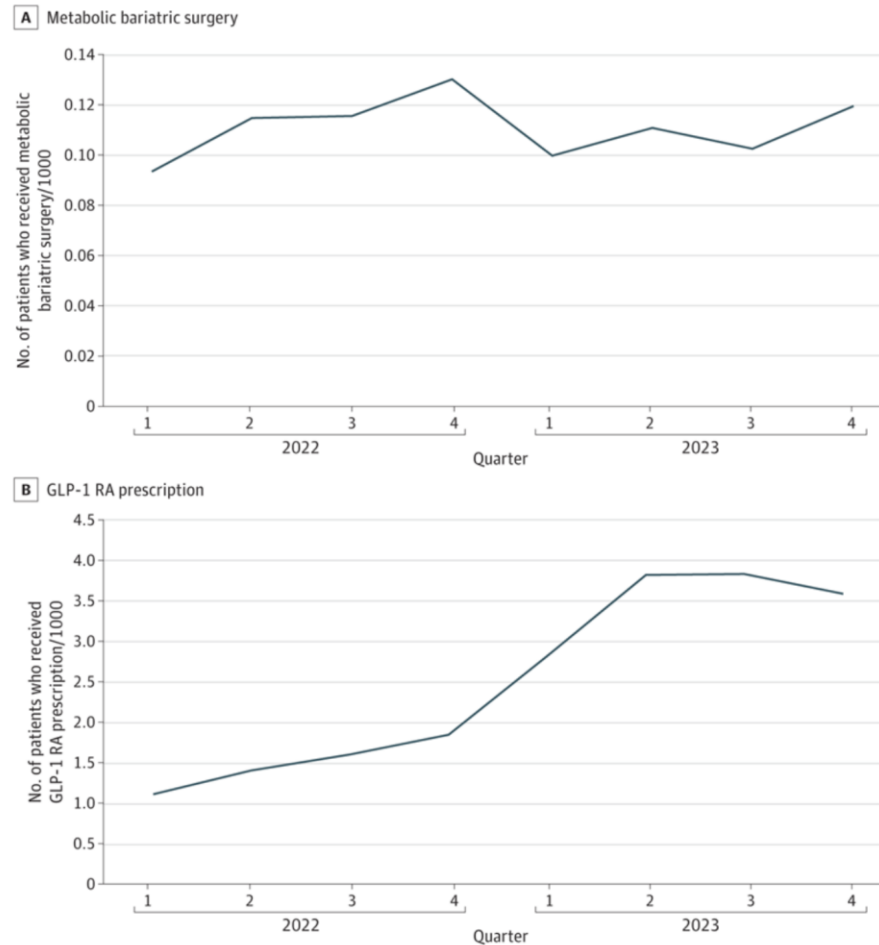 A Metabolic bariatric surgery
0.14
0.12
0.10
0.08
0.06
0.04
0.02
0
No. of patients who received metabolic
bariatric surgery/1000
1 2 3 4 1 2 3 4
2022 2023
Quarter
B GLP-1 RA prescription
4.5
4.0
3.5
3.0
2.5
2.0
1.5
1.0
0.5
0
No. of patients who received
GLP-1 RA prescription/1000
1 2 3 4 1 2 3 4
2022 2023
Quarter